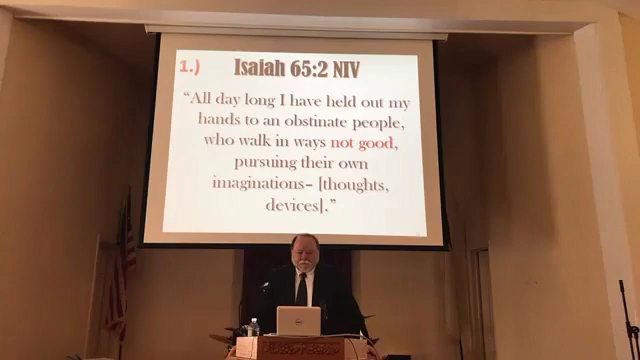 1.) Isaiah 65:2 NIV
“All day long I have held out my
hands to an obstinate people,
who walk in ways not good,
pursuing their own
imaginations– [thoughts,
devices].”
DELL